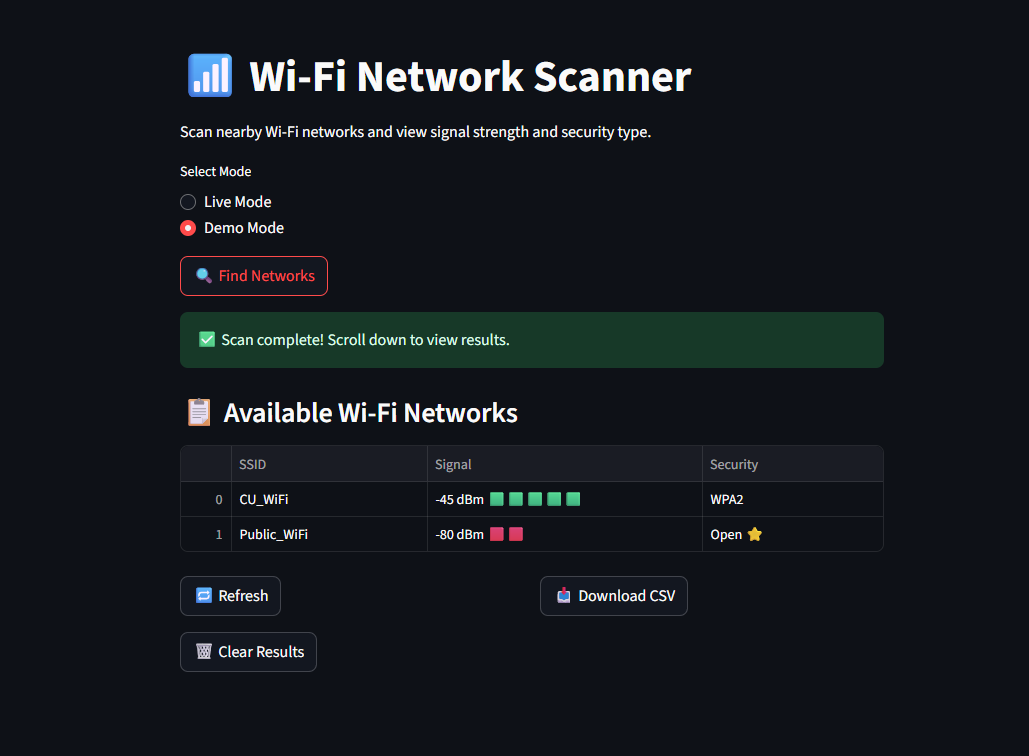 Wi-Fi Network Scanner
Scan nearby Wi-Fi networks and view signal strength and security type.
Select Mode
Live Mode
Demo Mode
Find Networks
Scan complete! Scroll down to view results.
Available Wi-Fi Networks
SSID Signal Security
0 CU_WiFi -45 dBm WPA2
1 Public_WiFi -80 dBm Open
Refresh Download CSV
Clear Results